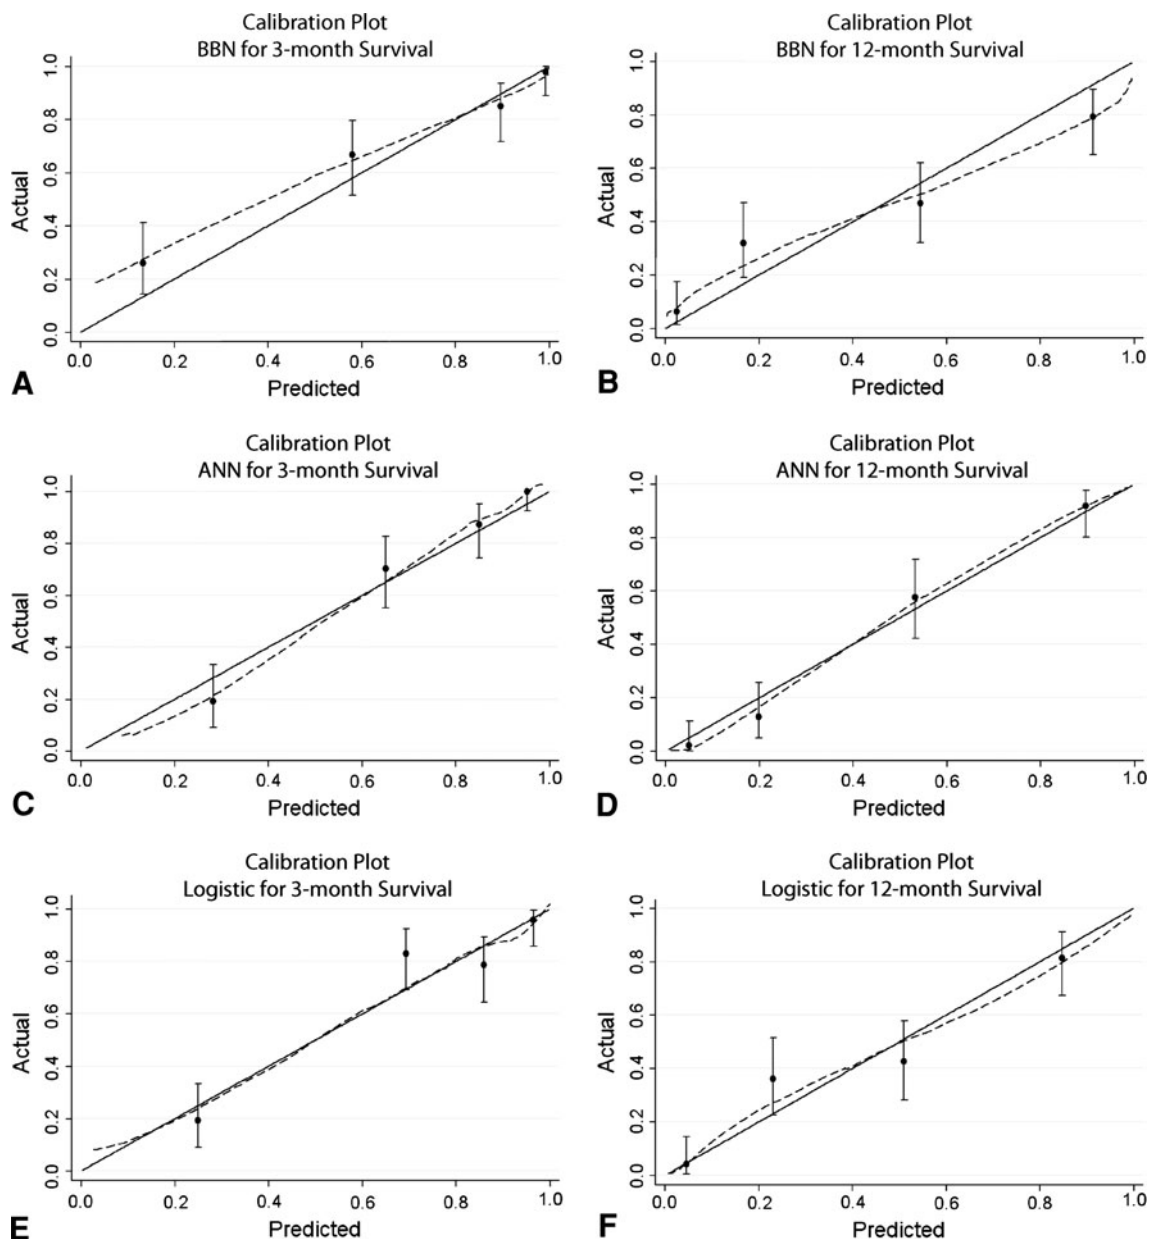 Calibration Plot
BBN for 3-month Survival
Actual
0.0 0.2 0.4 0.6 0.8 1.0
0.0 0.2 0.4 0.6 0.8 1.0
Predicted
A
Calibration Plot
BBN for 12-month Survival
Actual
0.0 0.2 0.4 0.6 0.8 1.0
0.0 0.2 0.4 0.6 0.8 1.0
Predicted
B
Calibration Plot
ANN for 3-month Survival
Actual
0.0 0.2 0.4 0.6 0.8 1.0
0.0 0.2 0.4 0.6 0.8 1.0
Predicted
C
Calibration Plot
ANN for 12-month Survival
Actual
0.0 0.2 0.4 0.6 0.8 1.0
0.0 0.2 0.4 0.6 0.8 1.0
Predicted
D
Calibration Plot
Logistic for 3-month Survival
Actual
0.0 0.2 0.4 0.6 0.8 1.0
0.0 0.2 0.4 0.6 0.8 1.0
Predicted
E
Calibration Plot
Logistic for 12-month Survival
Actual
0.0 0.2 0.4 0.6 0.8 1.0
0.0 0.2 0.4 0.6 0.8 1.0
Predicted
F